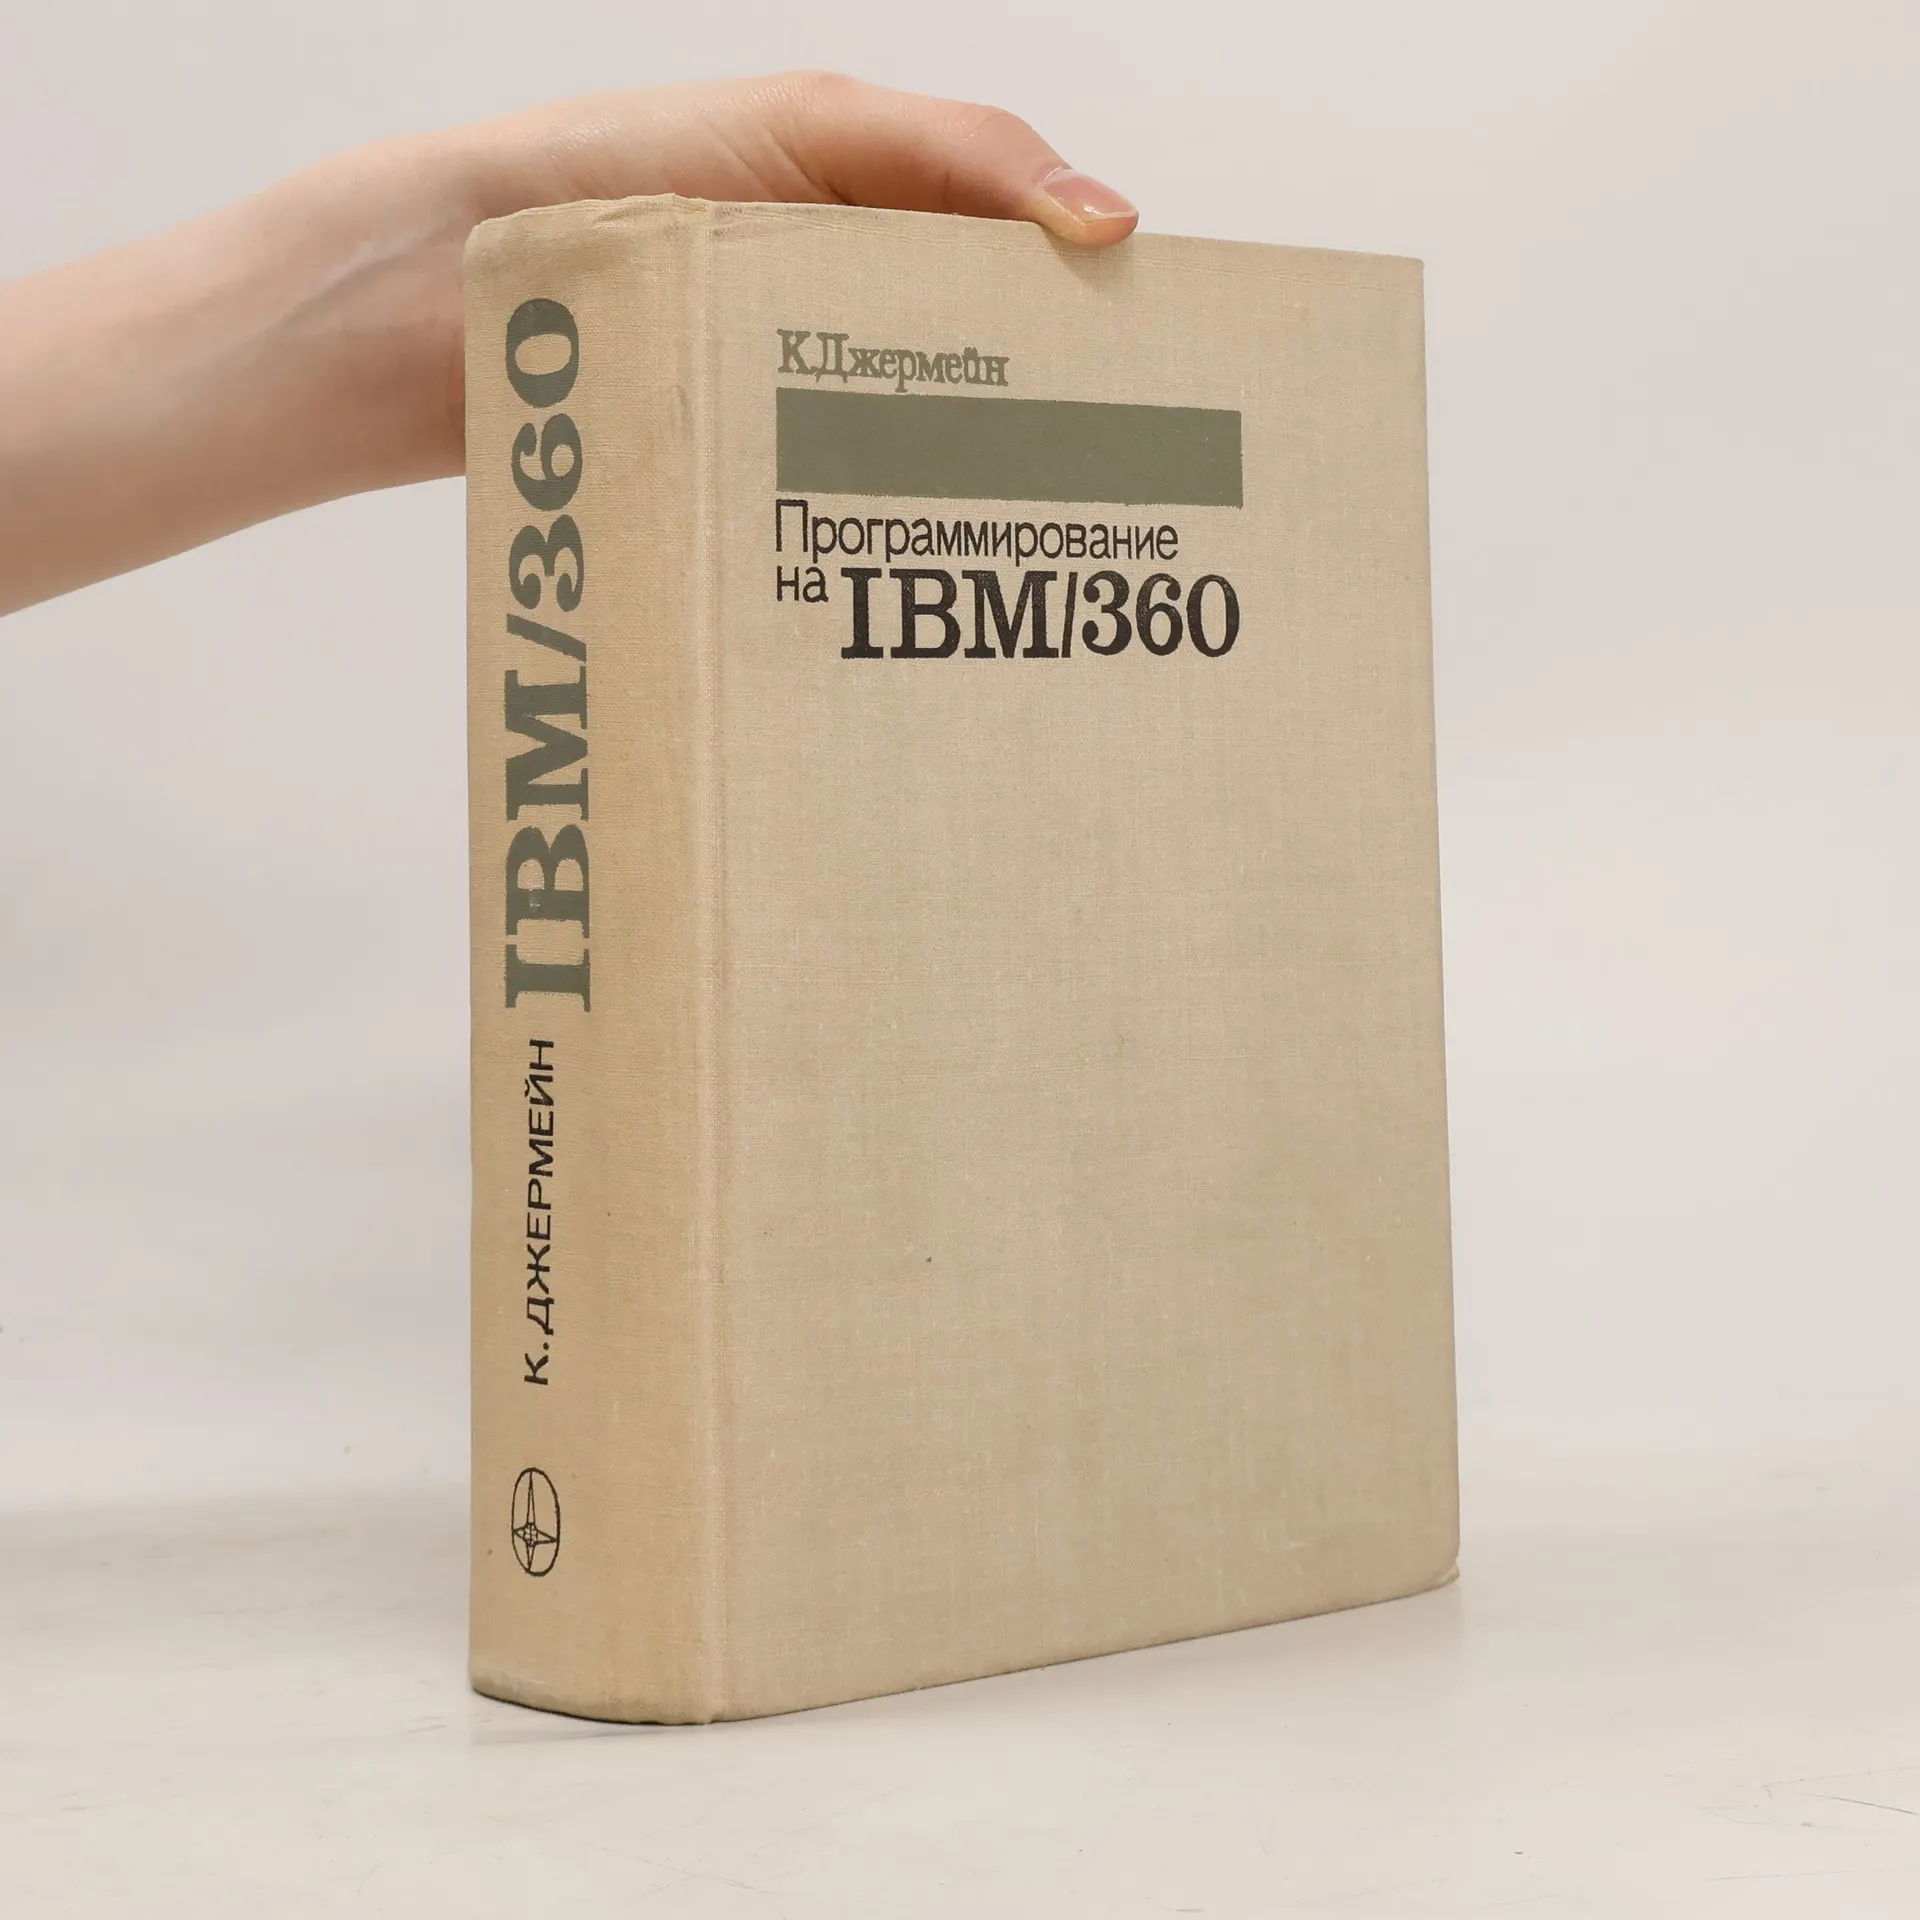 К.Джермейн
Программирование
на IBM/360
К. ДЖЕРМЕЙН IBM/360